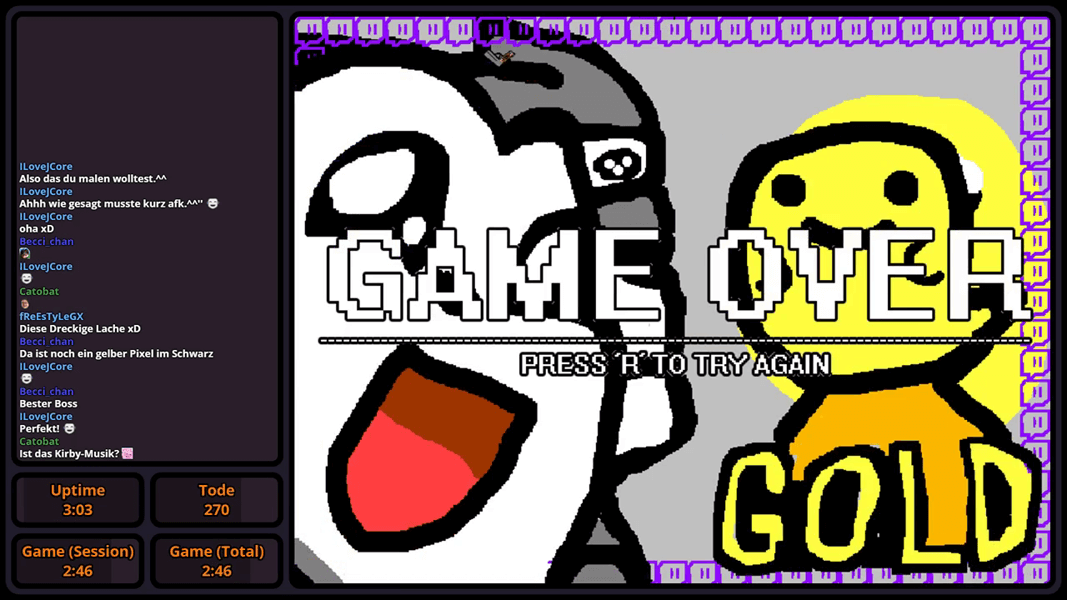 ILoveJCore
Also das du malen wolltest.^^
ILoveJCore
Ahhh wie gesagt musste kurz afk.^^"
ILoveJCore
oha xD
Becci_chan
ILoveJCore
Catobat
fReEsTyLeGX
Diese Dreckige Lache xD
Becci_chan
Da ist noch ein gelber Pixel im Schwarz
ILoveJCore
Becci_chan
Bester Boss
ILoveJCore
Perfekt!
Catobat
Ist das Kirby-Musik?
Uptime
3:03
Tode
270
Game (Session)
2:46
Game (Total)
2:46
GAME OVER
PRESS 'R' TO TRY AGAIN
GOLD